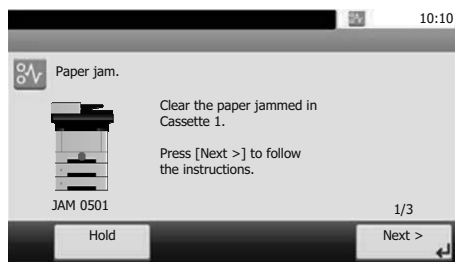 10:10
Paper jam.
Clear the paper jammed in
Cassette 1.
Press [Next >] to follow
the instructions.
JAM 0501
1/3
Hold
Next >